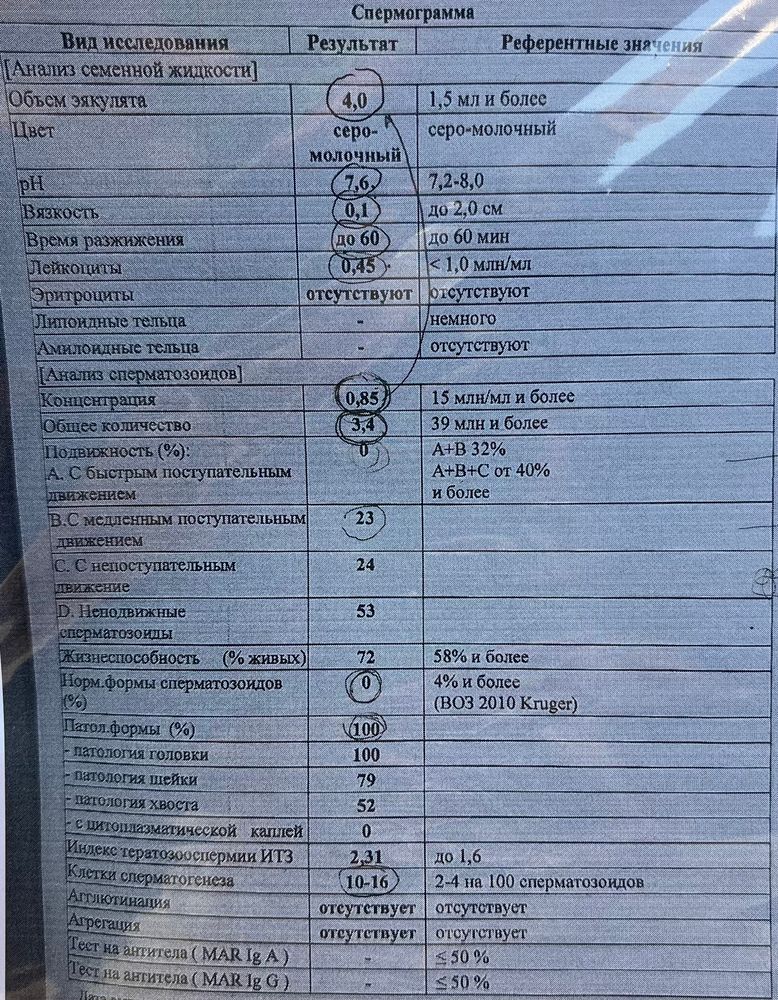 Спермограмма
Вид исследования Результат Референтные значения
[Анализ семенной жидкости]
Объем эякулята 4,0 1,5 мл и более
Цвет серо- серо-молочный
молочный
pH 7,6 7,2-8,0
Вязкость 0,1 до 2,0 см
Время разжижения до 60 до 60 мин
Лейкоциты 0,45 < 1,0 млн/мл
Эритроциты отсутствуют отсутствуют
Липоидные тельца - немного
Амилоидные тельца - отсутствуют
[Анализ сперматозоидов]
Концентрация 0,85 15 млн/мл и более
Общее количество 3,4 39 млн и более
Подвижность (%): 0 А+В 32%
А. С быстрым поступательным А+В+С от 40%
движением и более
В.С медленным поступательным 23
движением
С. С непоступательным 24
движение
D. Неподвижные 53
сперматозоиды
Жизнеспособность (% живых) 72 58% и более
Норм.формы сперматозоидов 0 4% и более
(%) (ВОЗ 2010 Kruger)
Патол.формы (%) 100
- патология головки 100
- патология шейки 79
- патология хвоста 52
- с цитоплазматической каплей 0
Индекс тератозооспермии ИТЗ 2,31 до 1,6
Клетки сперматогенеза 10-16 2-4 на 100 сперматозоидов
Агглютинация отсутствует отсутствует
Агрегация отсутствует отсутствует
Тест на антитела ( MAR Ig A ) - ≤ 50 %
Тест на антитела ( MAR Ig G ) - ≤ 50 %